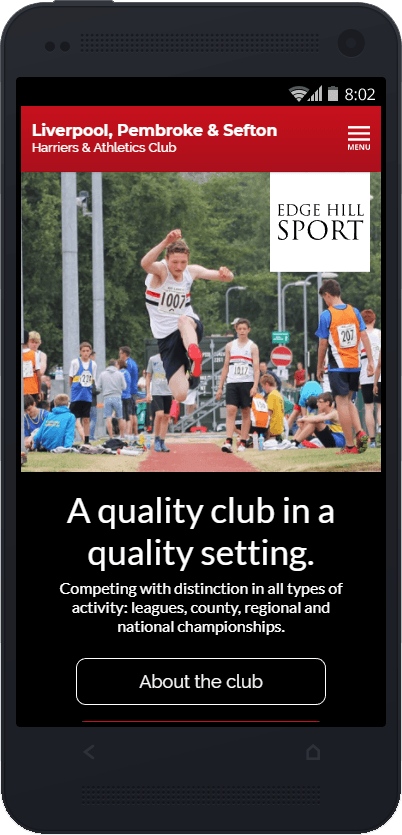 8:02
Liverpool, Pembroke & Sefton
Harriers & Athletics Club
MENU
EDGE HILL
SPORT
1007
207
17
A quality club in a
quality setting.
Competing with distinction in all types of
activity: leagues, county, regional and
national championships.
About the club